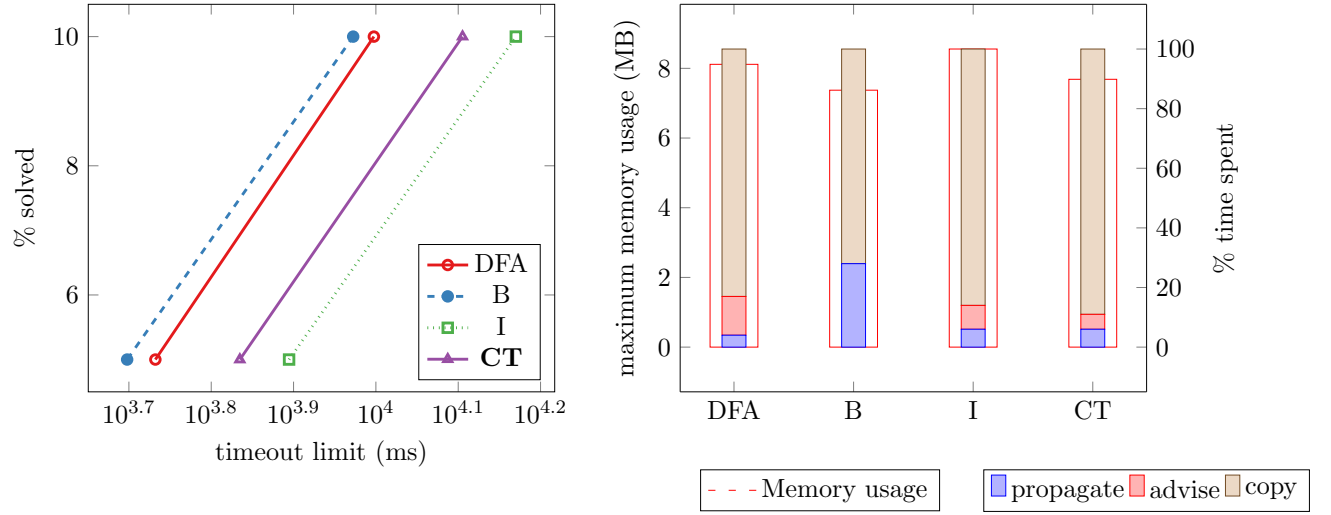 10
8
6
% solved
DFA
B
I
CT
10^3.7 10^3.8 10^3.9 10^4 10^4.1 10^4.2
timeout limit (ms)
8
6
4
2
0
maximum memory usage (MB)
100
80
60
40
20
0
% time spent
DFA B I CT
Memory usage
propagate advise copy